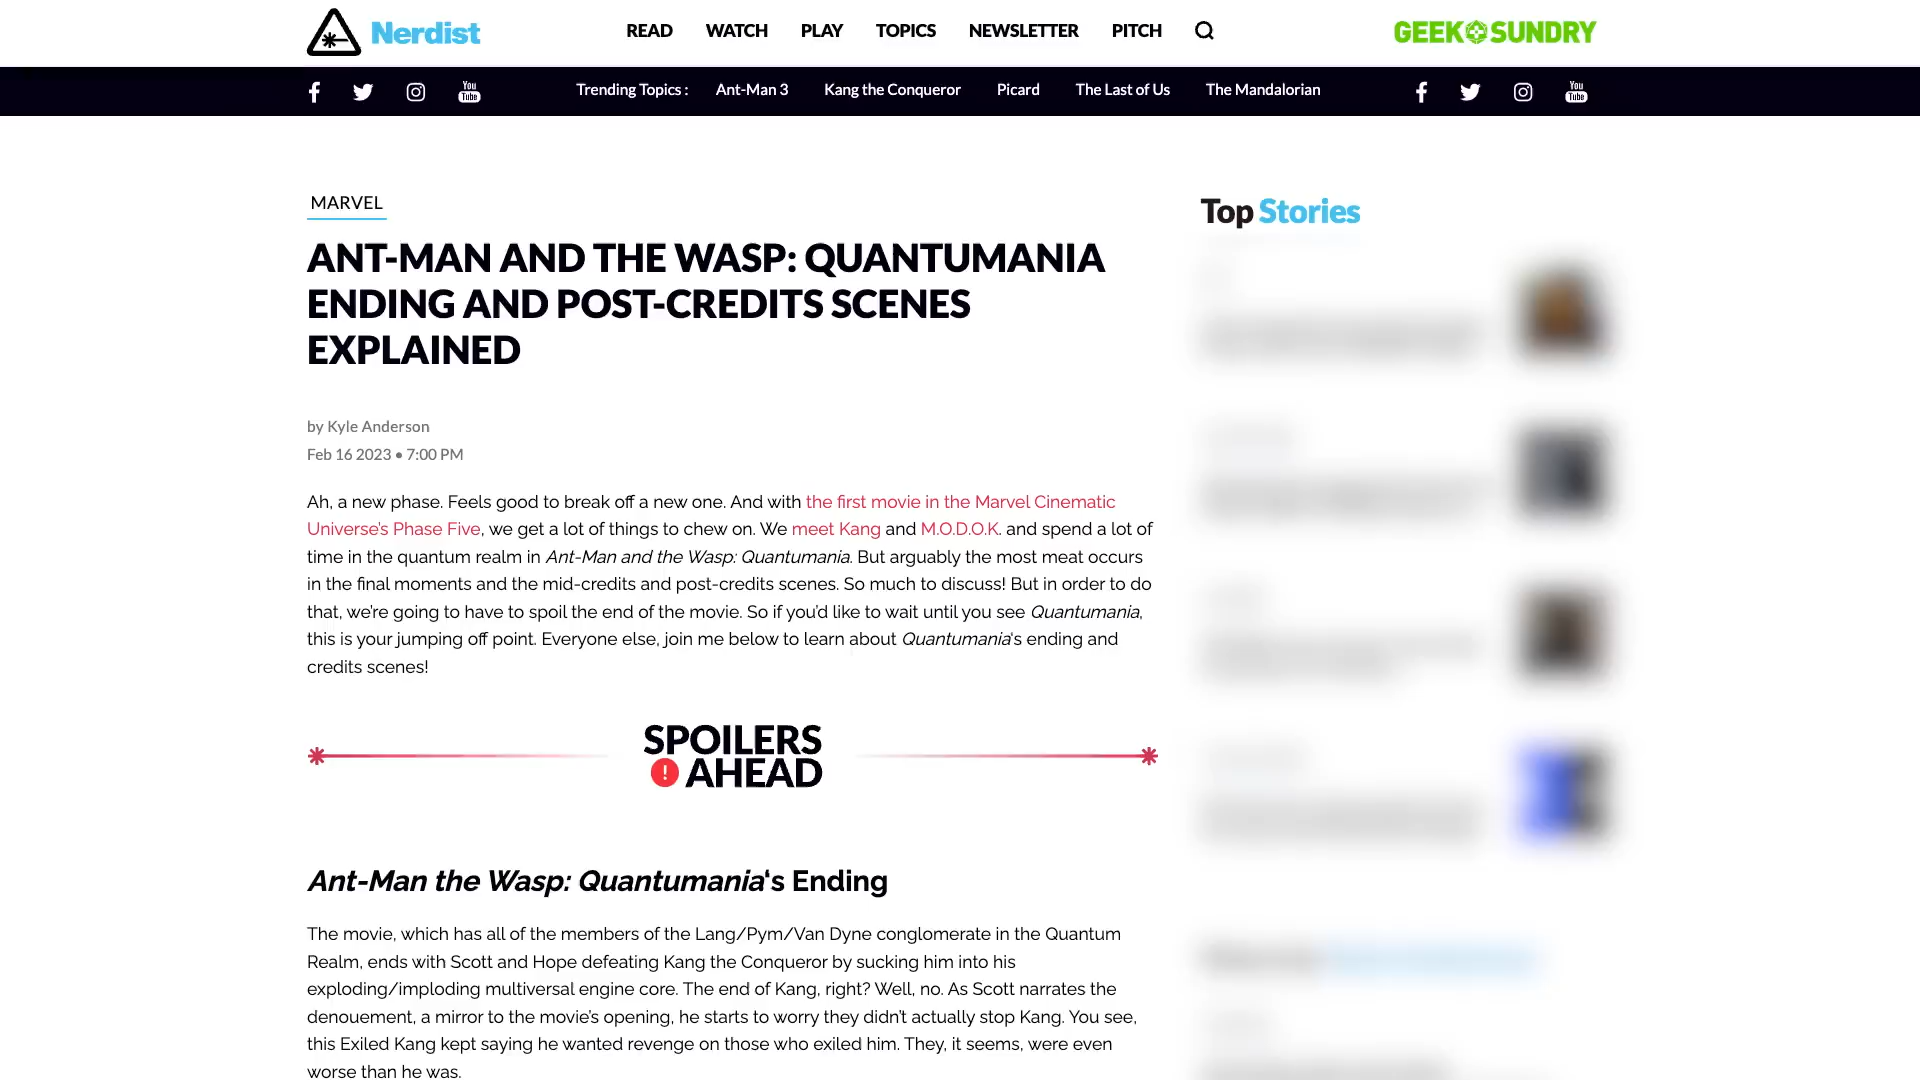 Nerdist
READ WATCH PLAY TOPICS NEWSLETTER PITCH
GEEK SUNDRY
You Tube
Trending Topics : Ant-Man 3 Kang the Conqueror Picard The Last of Us The Mandalorian
You Tube
MARVEL
ANT-MAN AND THE WASP: QUANTUMANIA
ENDING AND POST-CREDITS SCENES
EXPLAINED
by Kyle Anderson
Feb 16 2023 • 7:00 PM
Ah, a new phase. Feels good to break off a new one. And with the first movie in the Marvel Cinematic
Universe's Phase Five, we get a lot of things to chew on. We meet Kang and M.O.D.O.K. and spend a lot of
time in the quantum realm in Ant-Man and the Wasp: Quantumania. But arguably the most meat occurs
in the final moments and the mid-credits and post-credits scenes. So much to discuss! But in order to do
that, we're going to have to spoil the end of the movie. So if you'd like to wait until you see Quantumania,
this is your jumping off point. Everyone else, join me below to learn about Quantumania's ending and
credits scenes!
SPOILERS
! AHEAD
Ant-Man the Wasp: Quantumania‘s Ending
The movie, which has all of the members of the Lang/Pym/Van Dyne conglomerate in the Quantum
Realm, ends with Scott and Hope defeating Kang the Conqueror by sucking him into his
exploding/imploding multiversal engine core. The end of Kang, right? Well, no. As Scott narrates the
denouement, a mirror to the movie's opening, he starts to worry they didn't actually stop Kang. You see,
this Exiled Kang kept saying he wanted revenge on those who exiled him. They, it seems, were even
worse than he was.
Top Stories